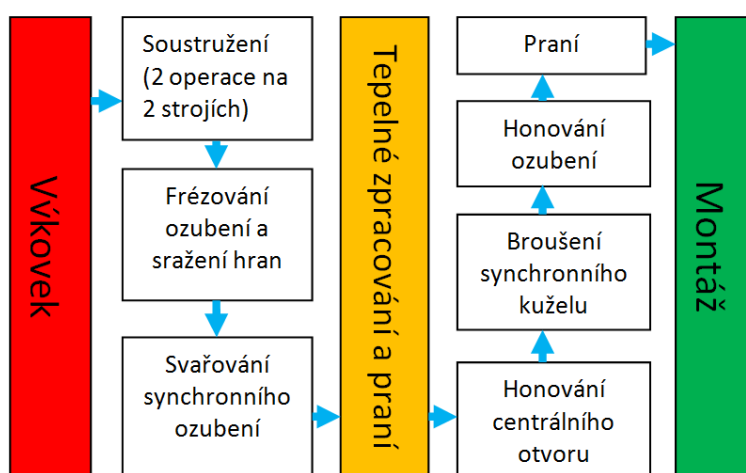 Výkovek
Soustružení
(2 operace na
2 strojích)
Frézování
ozubení a
sražení hran
Svařování
synchronního
ozubení
Tepelné zpracování a praní
Honování
centrálního
otvoru
Broušení
synchronního
kuželu
Honování
ozubení
Praní
Montáž